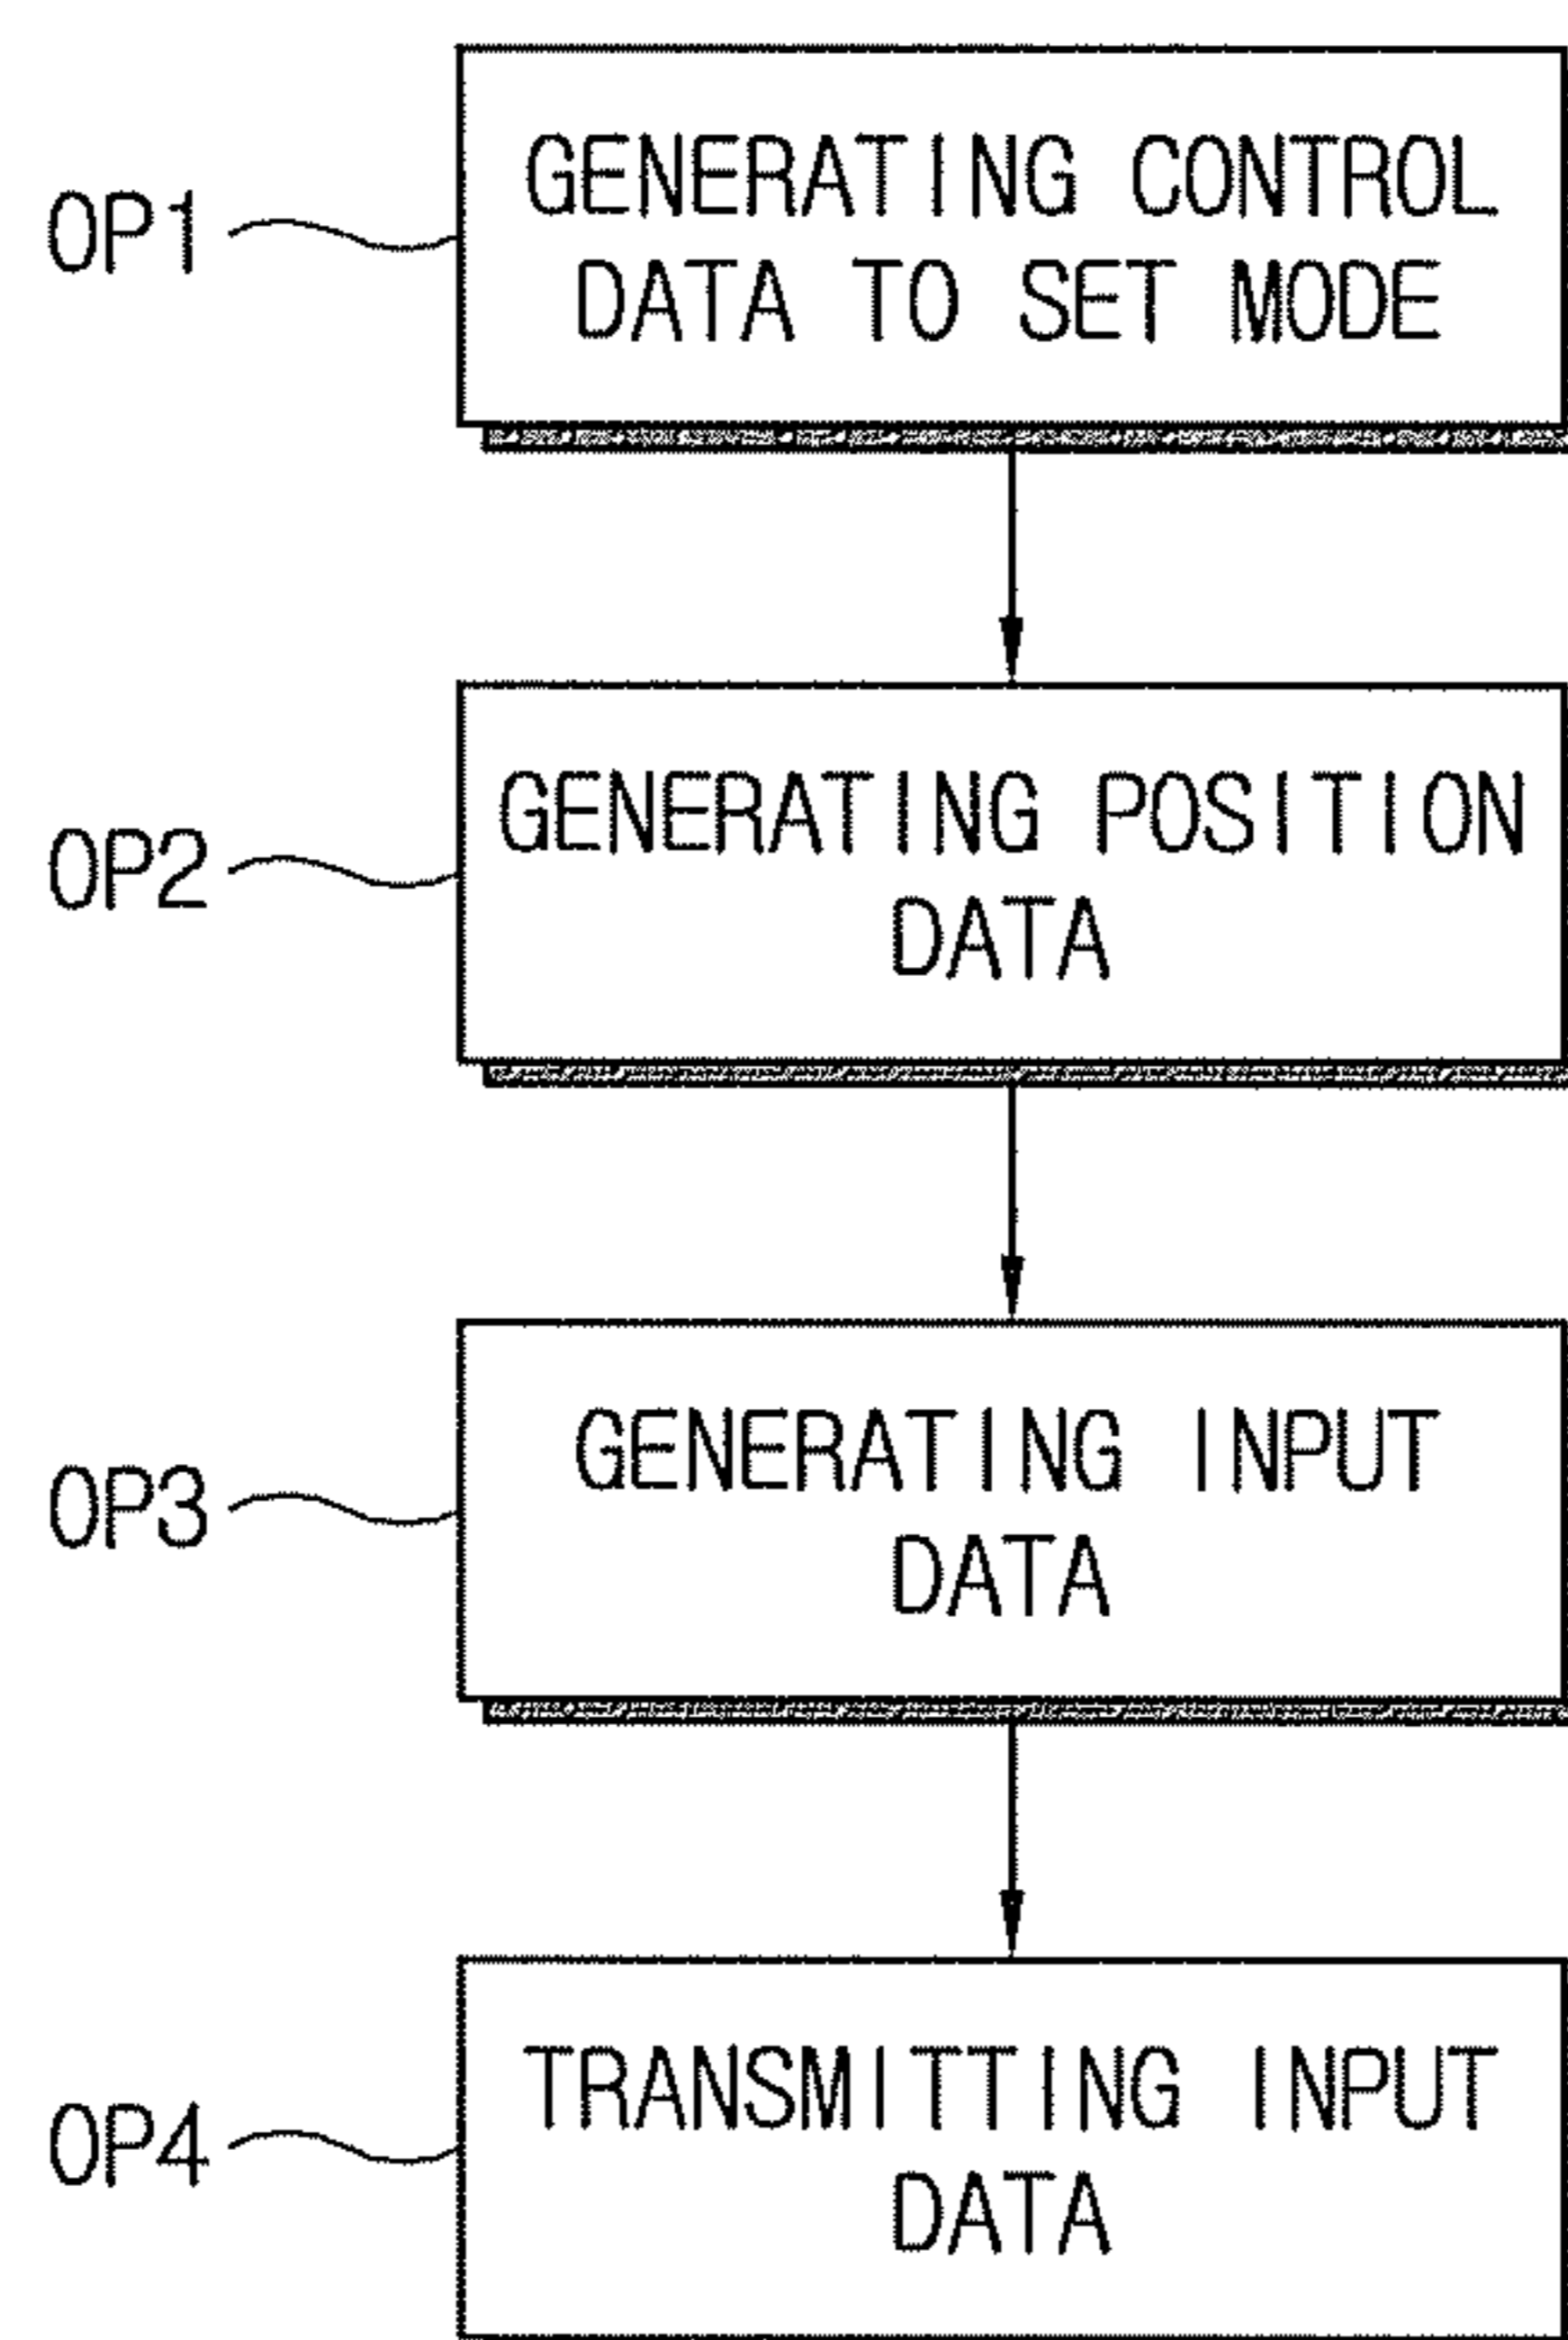 OP1
GENERATING CONTROL
DATA TO SET MODE
OP2
GENERATING POSITION
DATA
OP3
GENERATING INPUT
DATA
OP4
TRANSMITTING INPUT
DATA